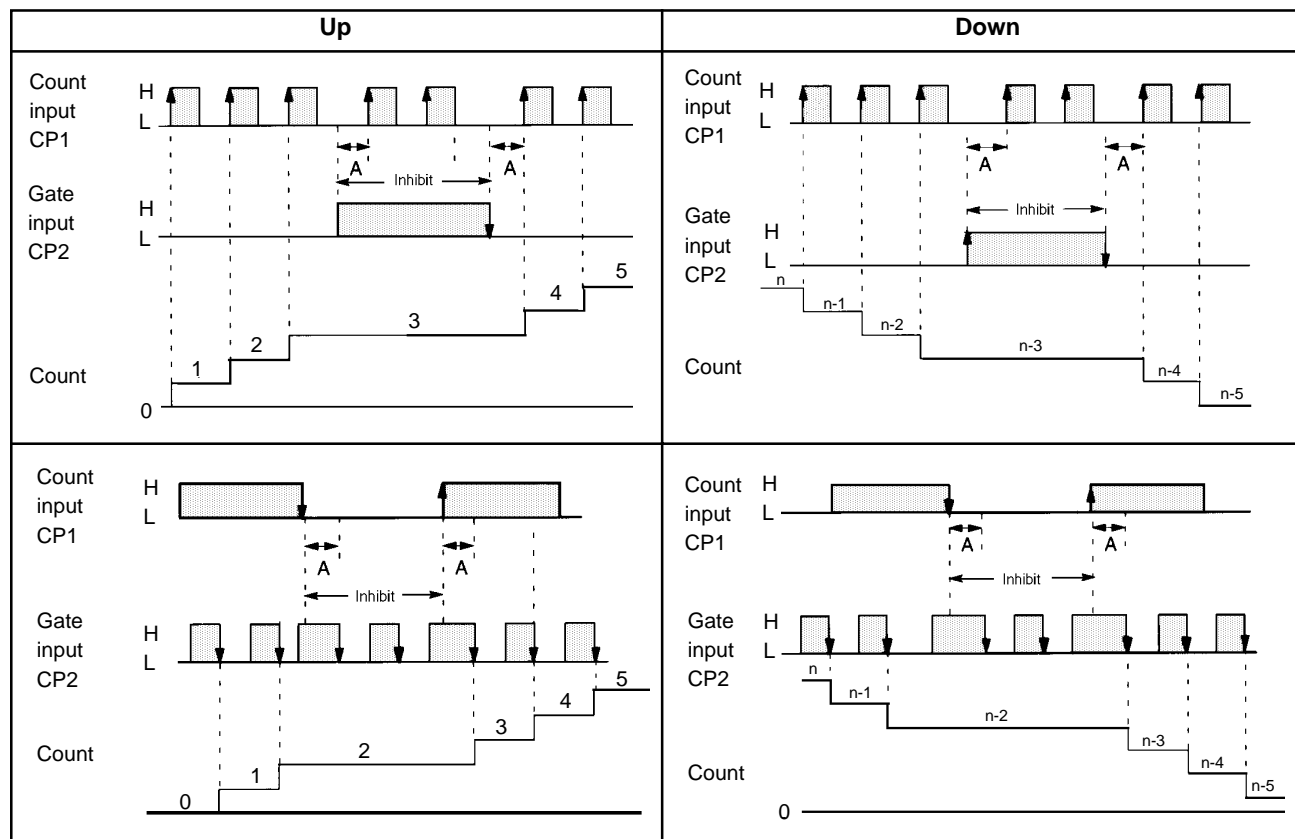 Up
Down
Count
input
CP1
H
L
A
A
Inhibit
Gate
input
CP2
H
L
Count
0
1
2
3
4
5
Count
input
CP1
H
L
A
A
Inhibit
Gate
input
CP2
H
L
n
n-1
n-2
n-3
n-4
n-5
Count
Count
input
CP1
H
L
A
A
Inhibit
Gate
input
CP2
H
L
Count
0
1
2
3
4
5
Count
input
CP1
H
L
A
A
Inhibit
Gate
input
CP2
H
L
n
n-1
n-2
n-3
n-4
n-5
Count
0